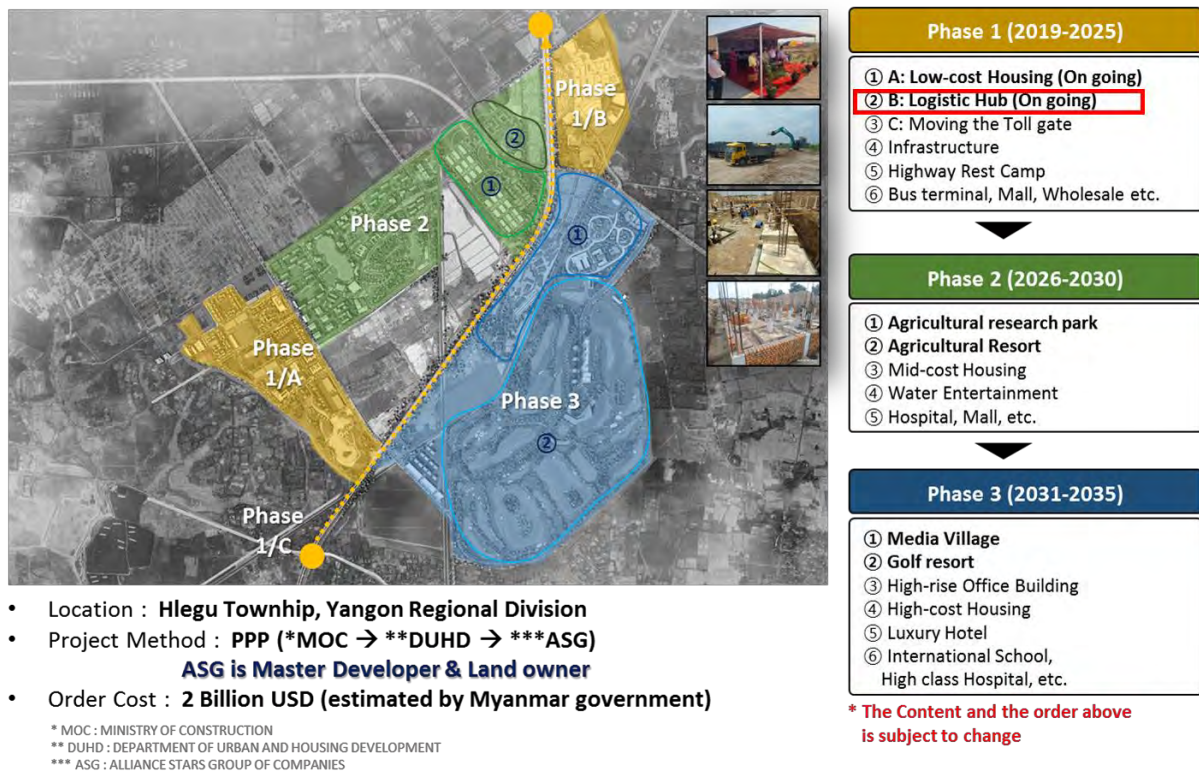 Phase
1/B
②
①
Phase 2
①
Phase
1/A
Phase 3
②
Phase
1/C
Phase 1 (2019-2025)
① A: Low-cost Housing (On going)
② B: Logistic Hub (On going)
③ C: Moving the Toll gate
④ Infrastructure
⑤ Highway Rest Camp
⑥ Bus terminal, Mall, Wholesale etc.
Phase 2 (2026-2030)
① Agricultural research park
② Agricultural Resort
③ Mid-cost Housing
④ Water Entertainment
⑤ Hospital, Mall, etc.
Phase 3 (2031-2035)
① Media Village
② Golf resort
③ High-rise Office Building
④ High-cost Housing
⑤ Luxury Hotel
⑥ International School,
High class Hospital, etc.
* The Content and the order above
is subject to change
• Location : Hlegu Townhip, Yangon Regional Division
• Project Method : PPP (*MOC → **DUHD → ***ASG)
ASG is Master Developer & Land owner
• Order Cost : 2 Billion USD (estimated by Myanmar government)
* MOC : MINISTRY OF CONSTRUCTION
** DUHD : DEPARTMENT OF URBAN AND HOUSING DEVELOPMENT
*** ASG : ALLIANCE STARS GROUP OF COMPANIES